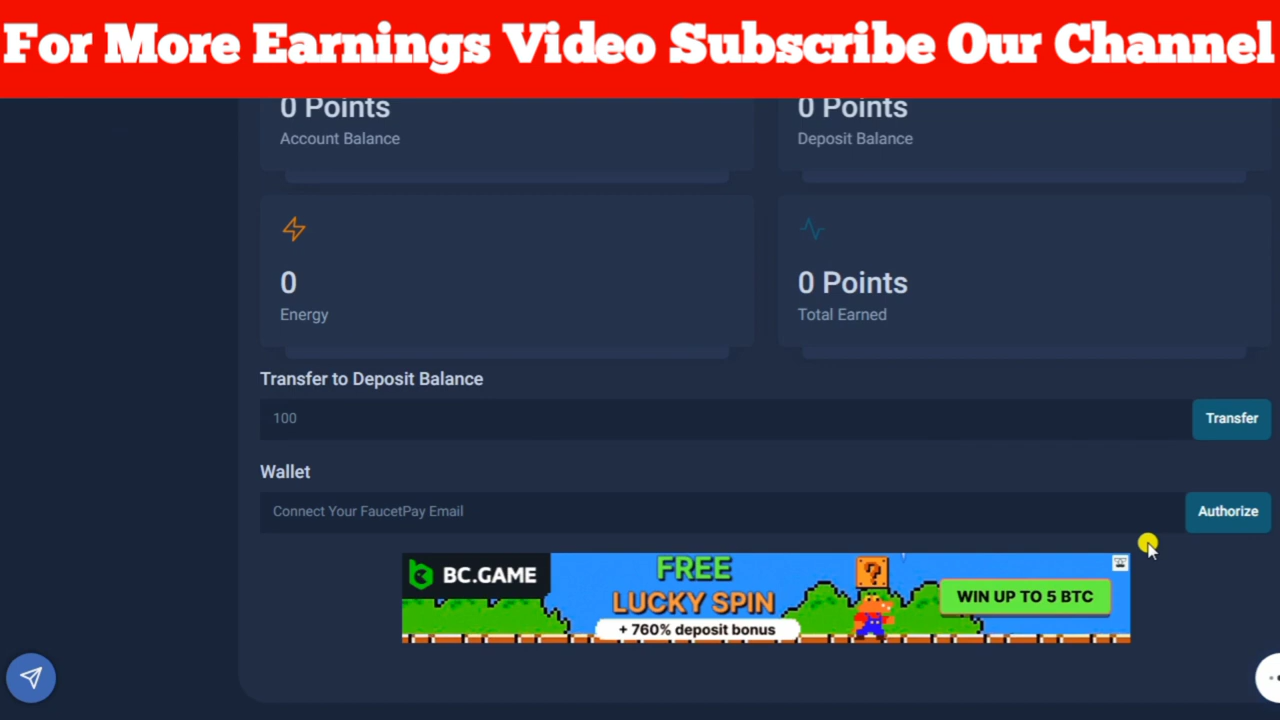 For More Earnings Video Subscribe Our Channel
0 Points
Account Balance
0 Points
Deposit Balance
0
Energy
0 Points
Total Earned
Transfer to Deposit Balance
100
Transfer
Wallet
Connect Your FaucetPay Email
Authorize
BC.GAME
FREE
LUCKY SPIN
+ 760% deposit bonus
?
WIN UP TO 5 BTC